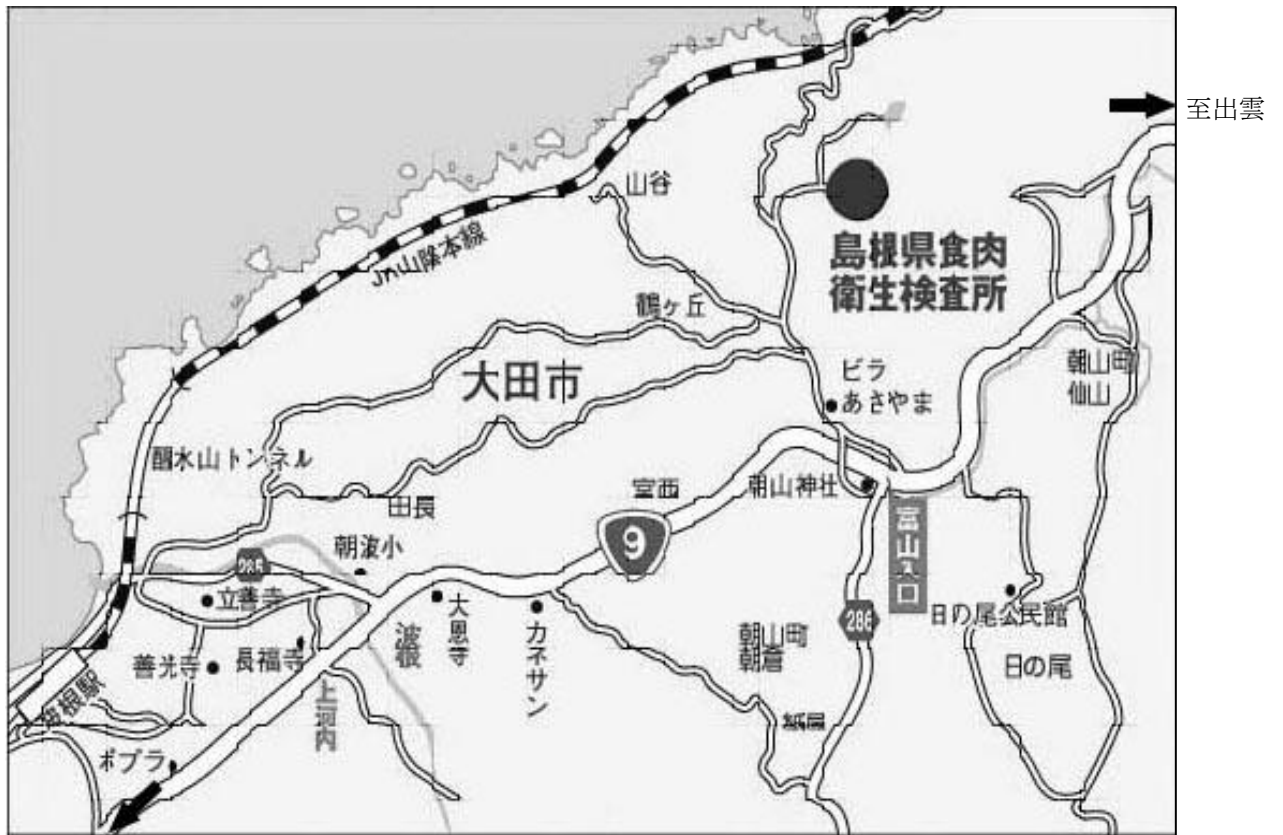 至出雲
山谷
JR山陰本線
島根県食肉
衛生検査所
鶴ヶ丘
大田市
ビラ
あさやま
朝山町
仙山
トンネル
田長
宮西
朝山神社
富山入口
9
朝波小
285
立善寺
大恩寺
波根
カネサン
286
朝山町
朝倉
日の尾公民館
日の尾
善光寺
長福寺
上河内
紙屋
波根駅
ポプラ